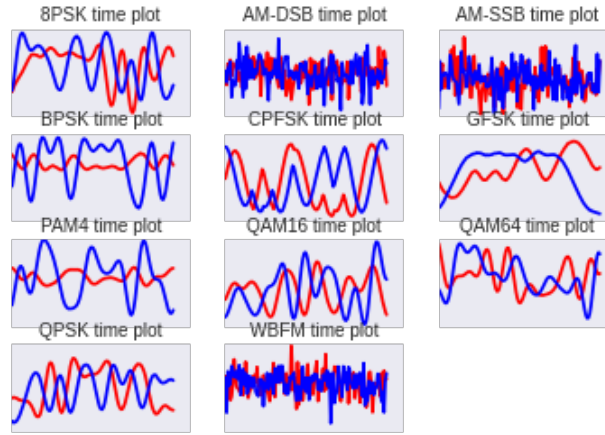 8PSK time plot
AM-DSB time plot
AM-SSB time plot
BPSK time plot
CPFSK time plot
GFSK time plot
PAM4 time plot
QAM16 time plot
QAM64 time plot
QPSK time plot
WBFM time plot